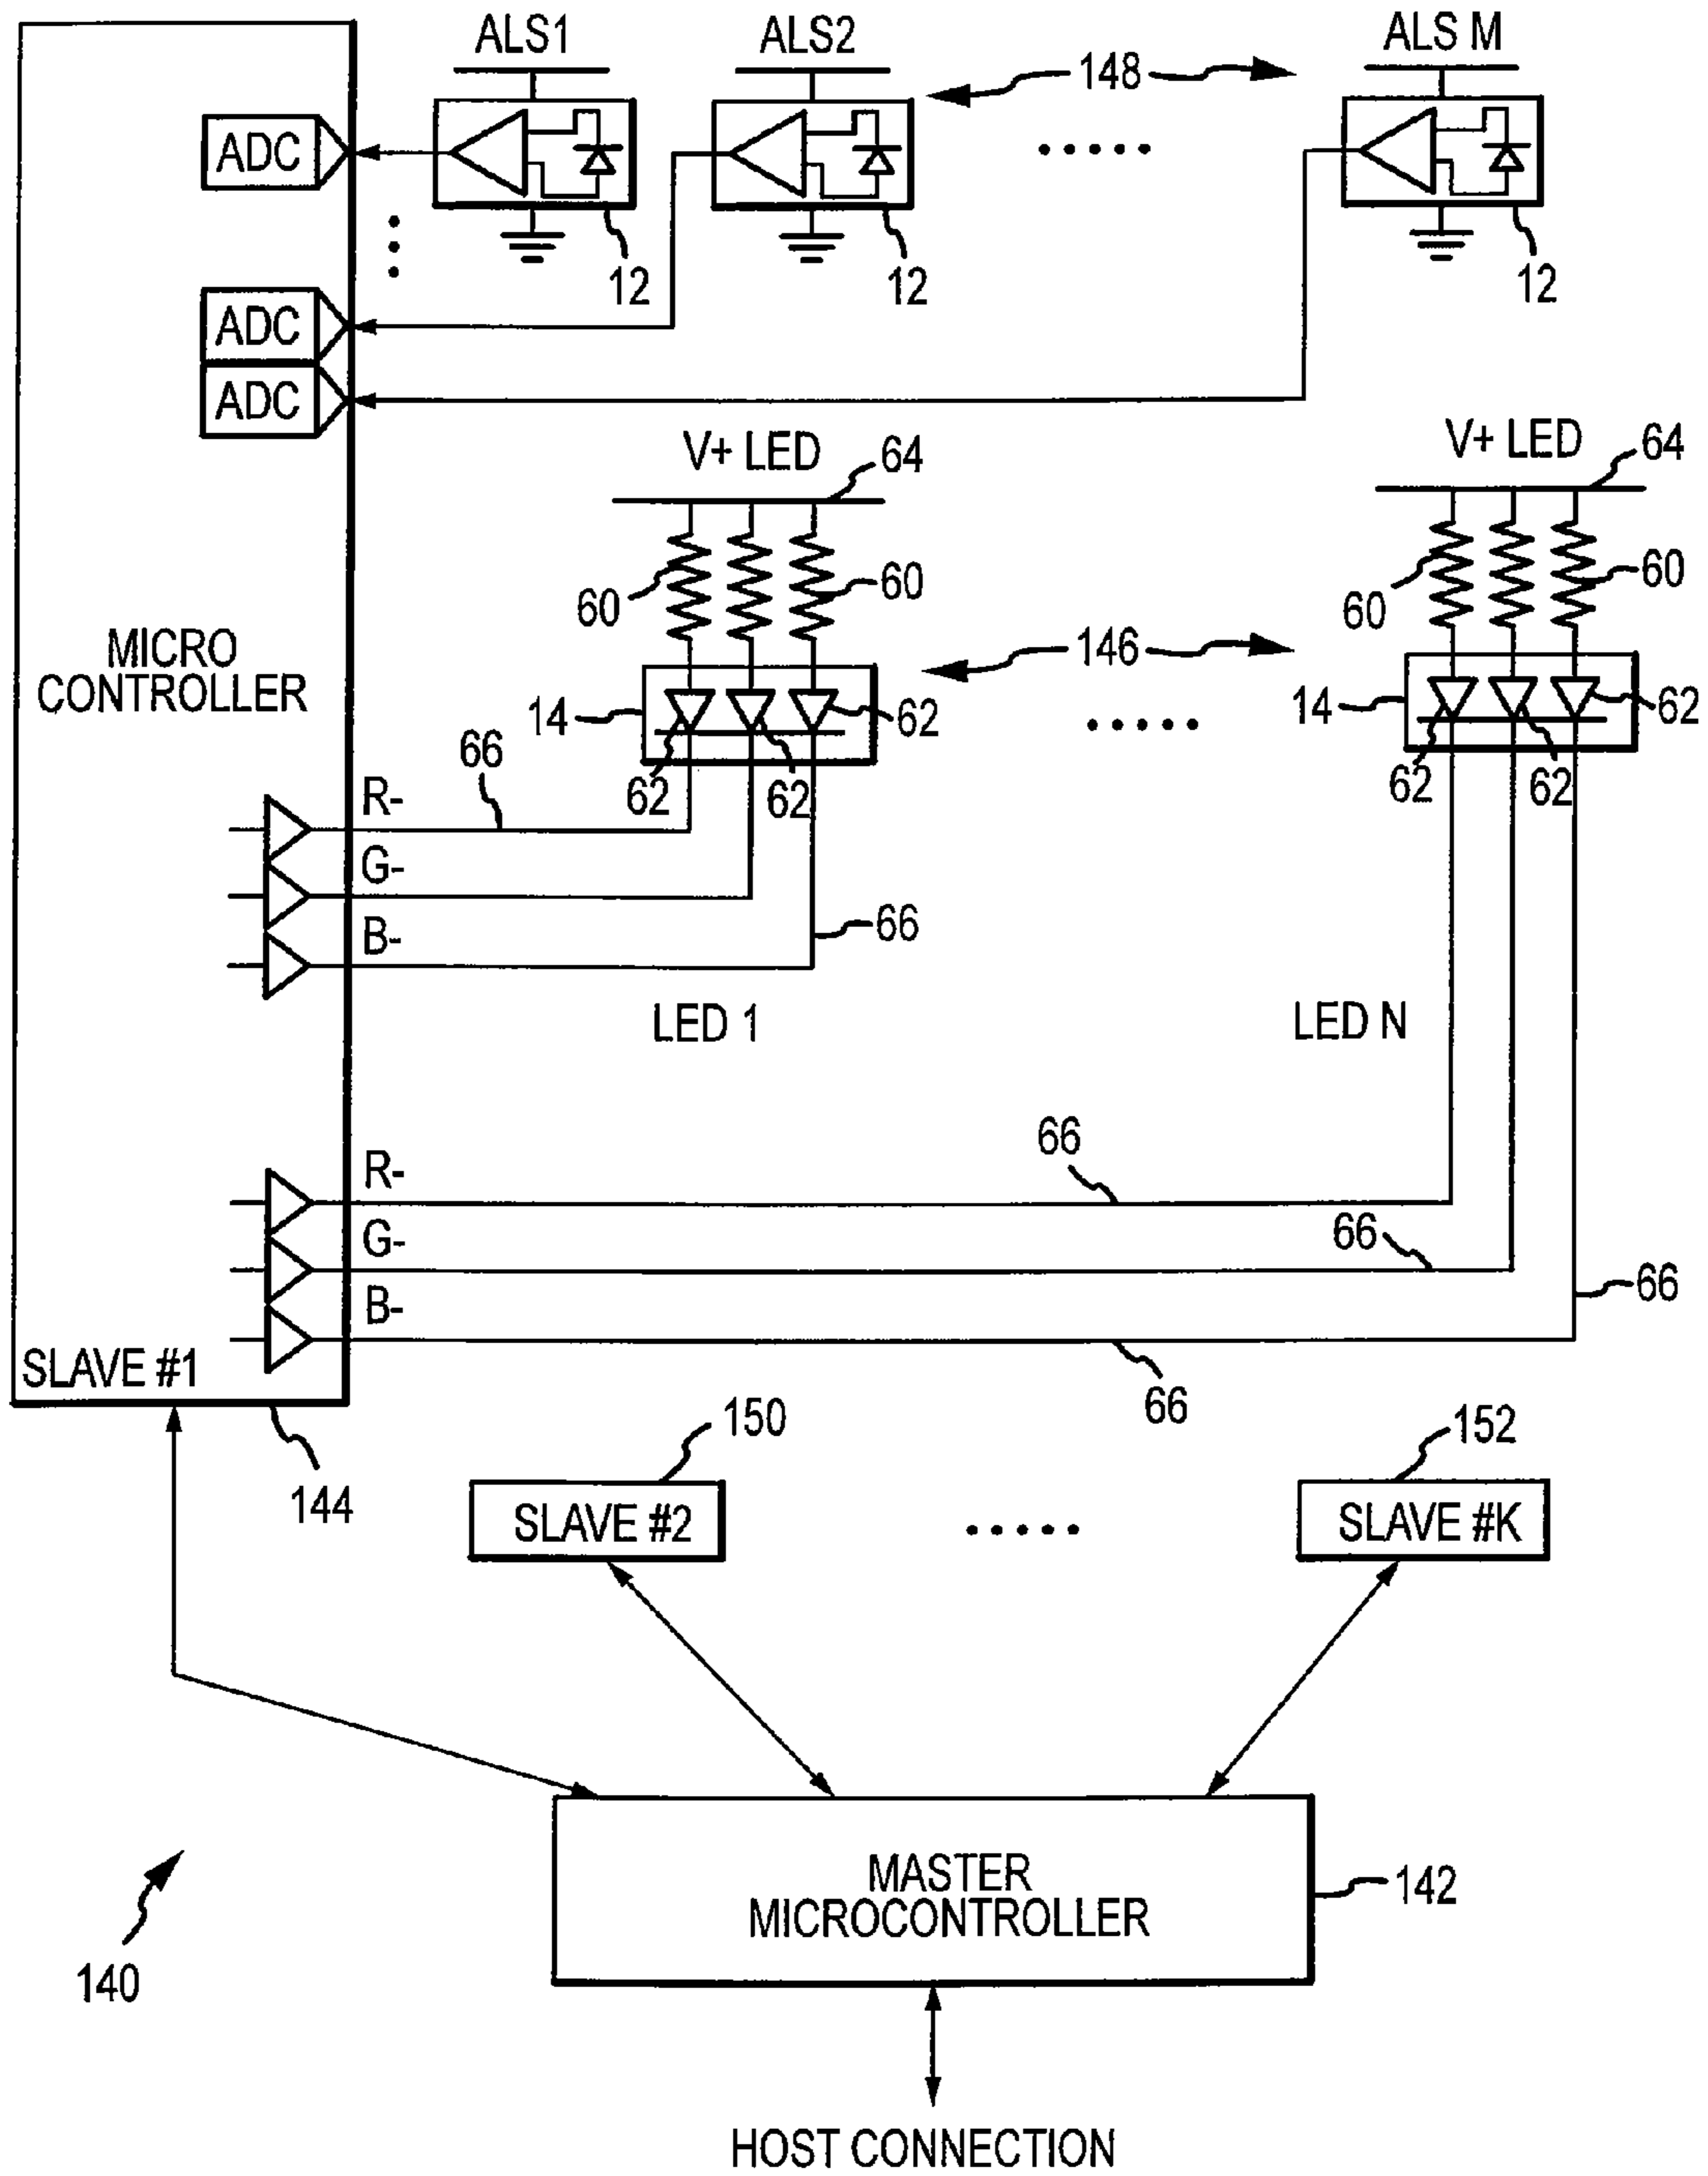 ALS1
ALS2
ALS M
148
ADC
12
12
12
ADC
ADC
V+ LED
64
V+ LED
64
60
60
60
60
MICRO
CONTROLLER
146
14
62
14
62
62
62
62
62
66
R-
G-
B-
66
LED 1
LED N
66
R-
66
G-
66
B-
66
SLAVE #1
144
150
152
SLAVE #2
SLAVE #K
MASTER
MICROCONTROLLER
142
140
HOST CONNECTION